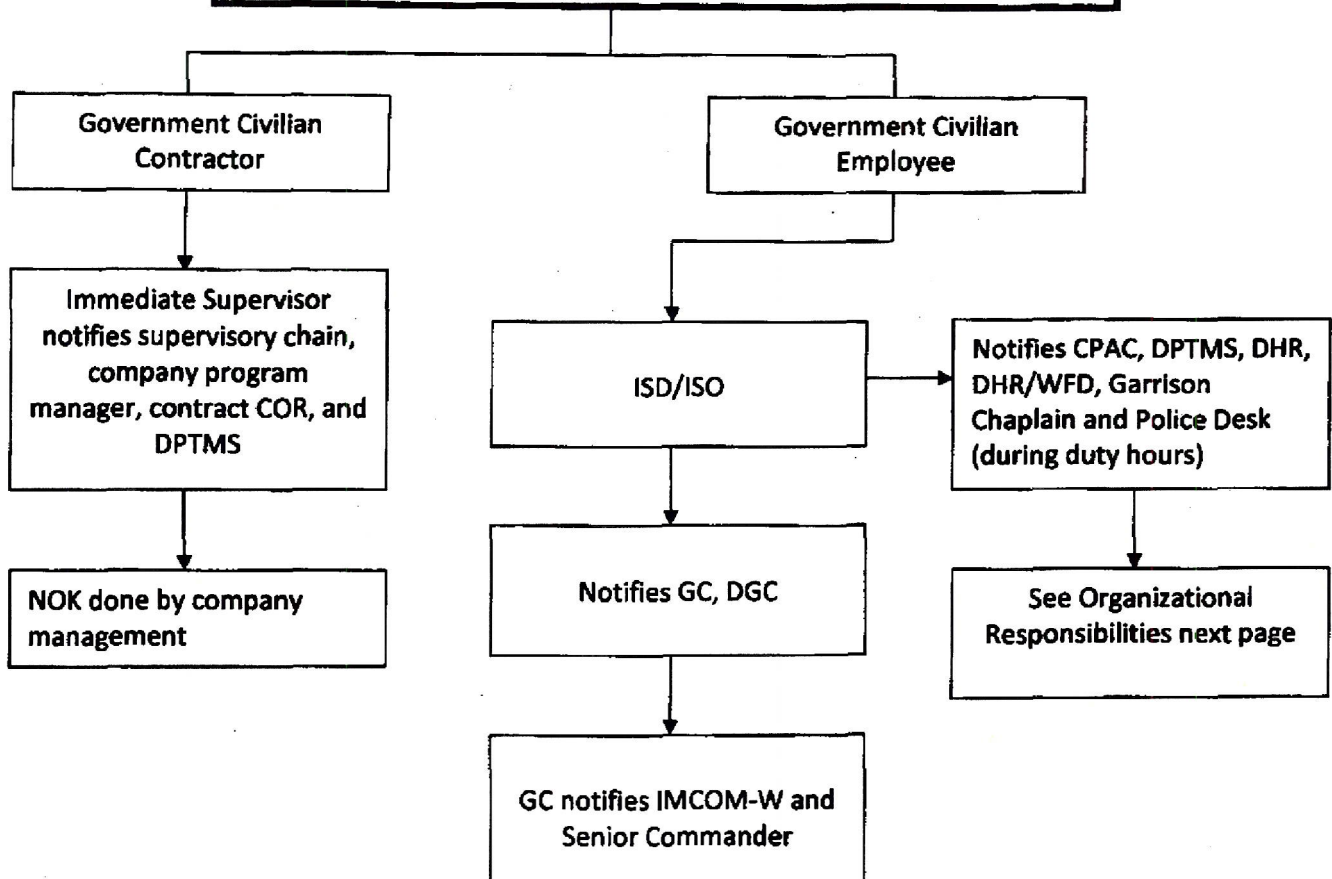 Government Civilian
Contractor
Government Civilian
Employee
Immediate Supervisor
notifies supervisory chain,
company program
manager, contract COR, and
DPTMS
ISD/ISO
Notifies CPAC, DPTMS, DHR,
DHR/WFD, Garrison
Chaplain and Police Desk
(during duty hours)
NOK done by company
management
Notifies GC, DGC
See Organizational
Responsibilities next page
GC notifies IMCOM-W and
Senior Commander